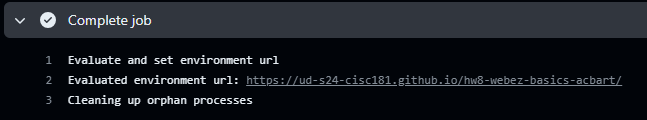 Complete job
1 Evaluate and set environment url
2 Evaluated environment url: https://ud-s24-cisc181.github.io/hw8-webez-basics-acbart/
3 Cleaning up orphan processes